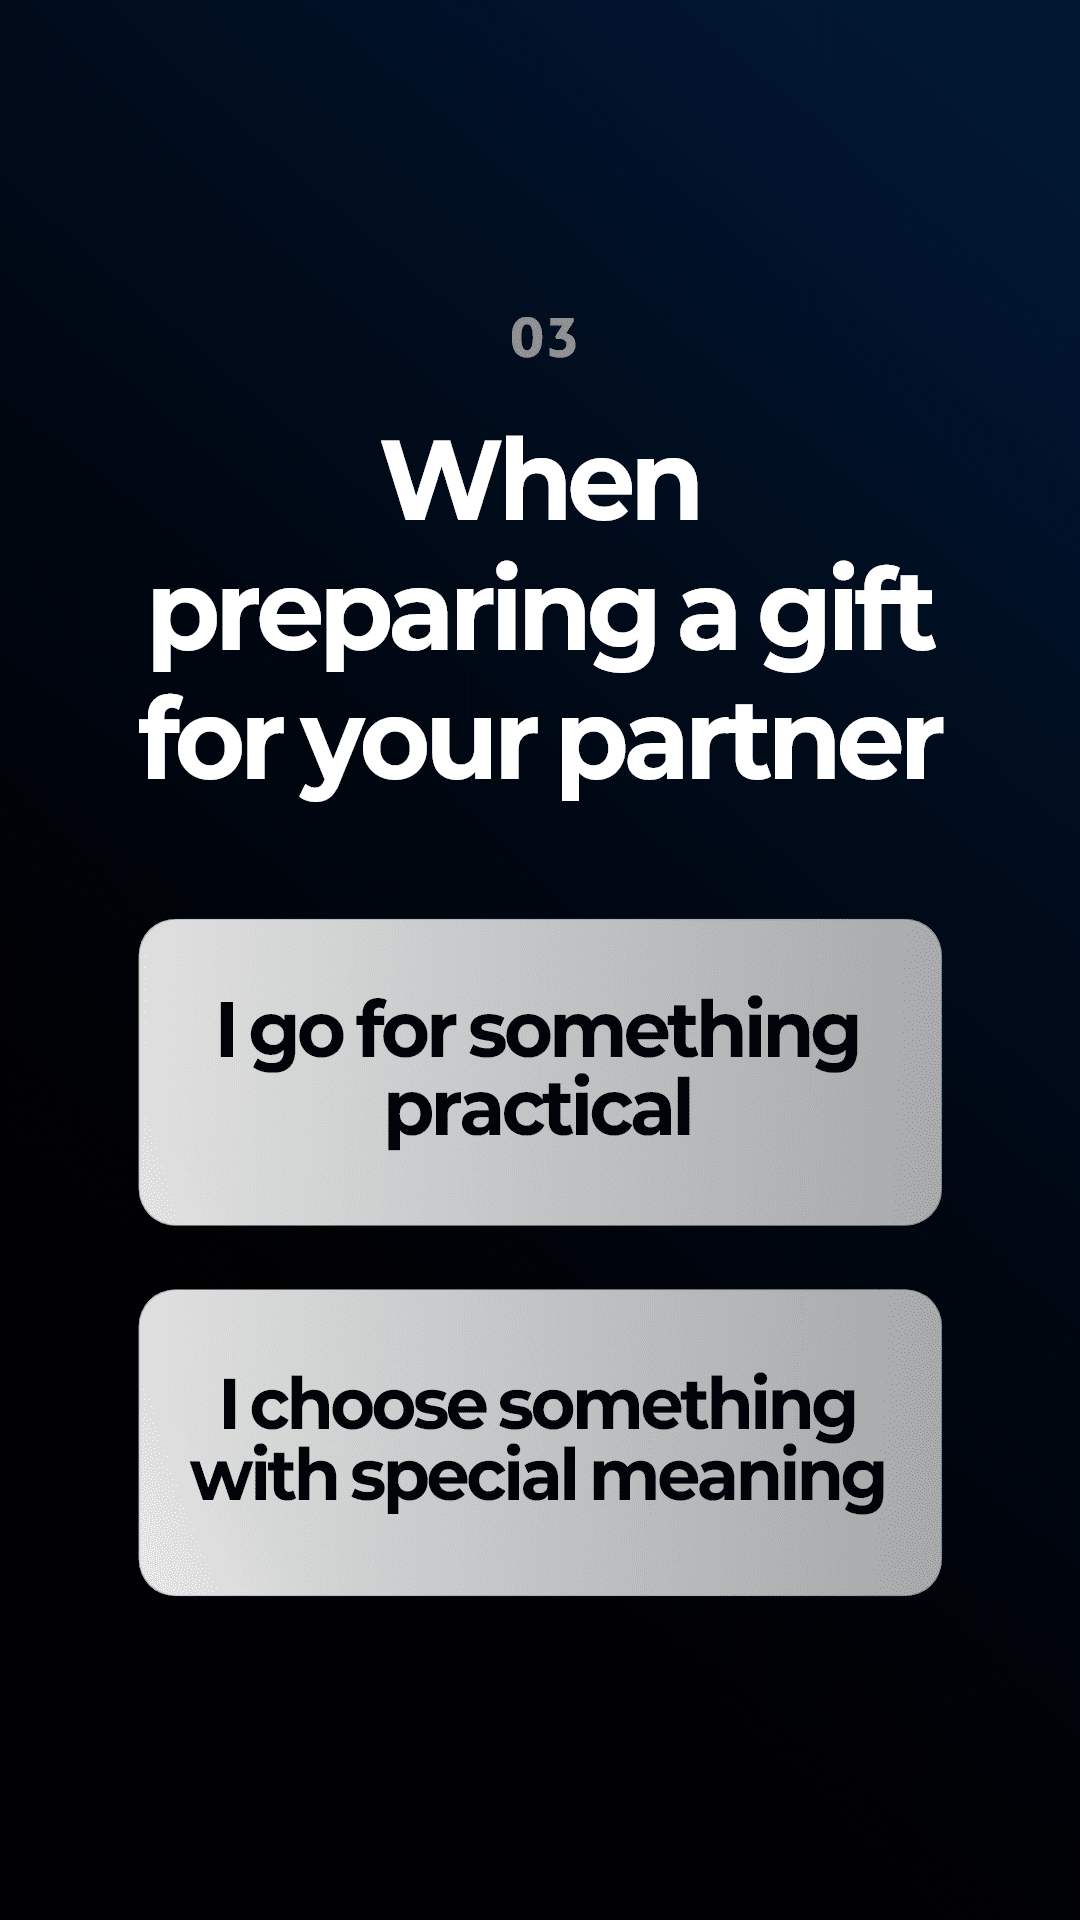 03
When
preparing a gift
for your partner
I go for something
practical
I choose something
with special meaning